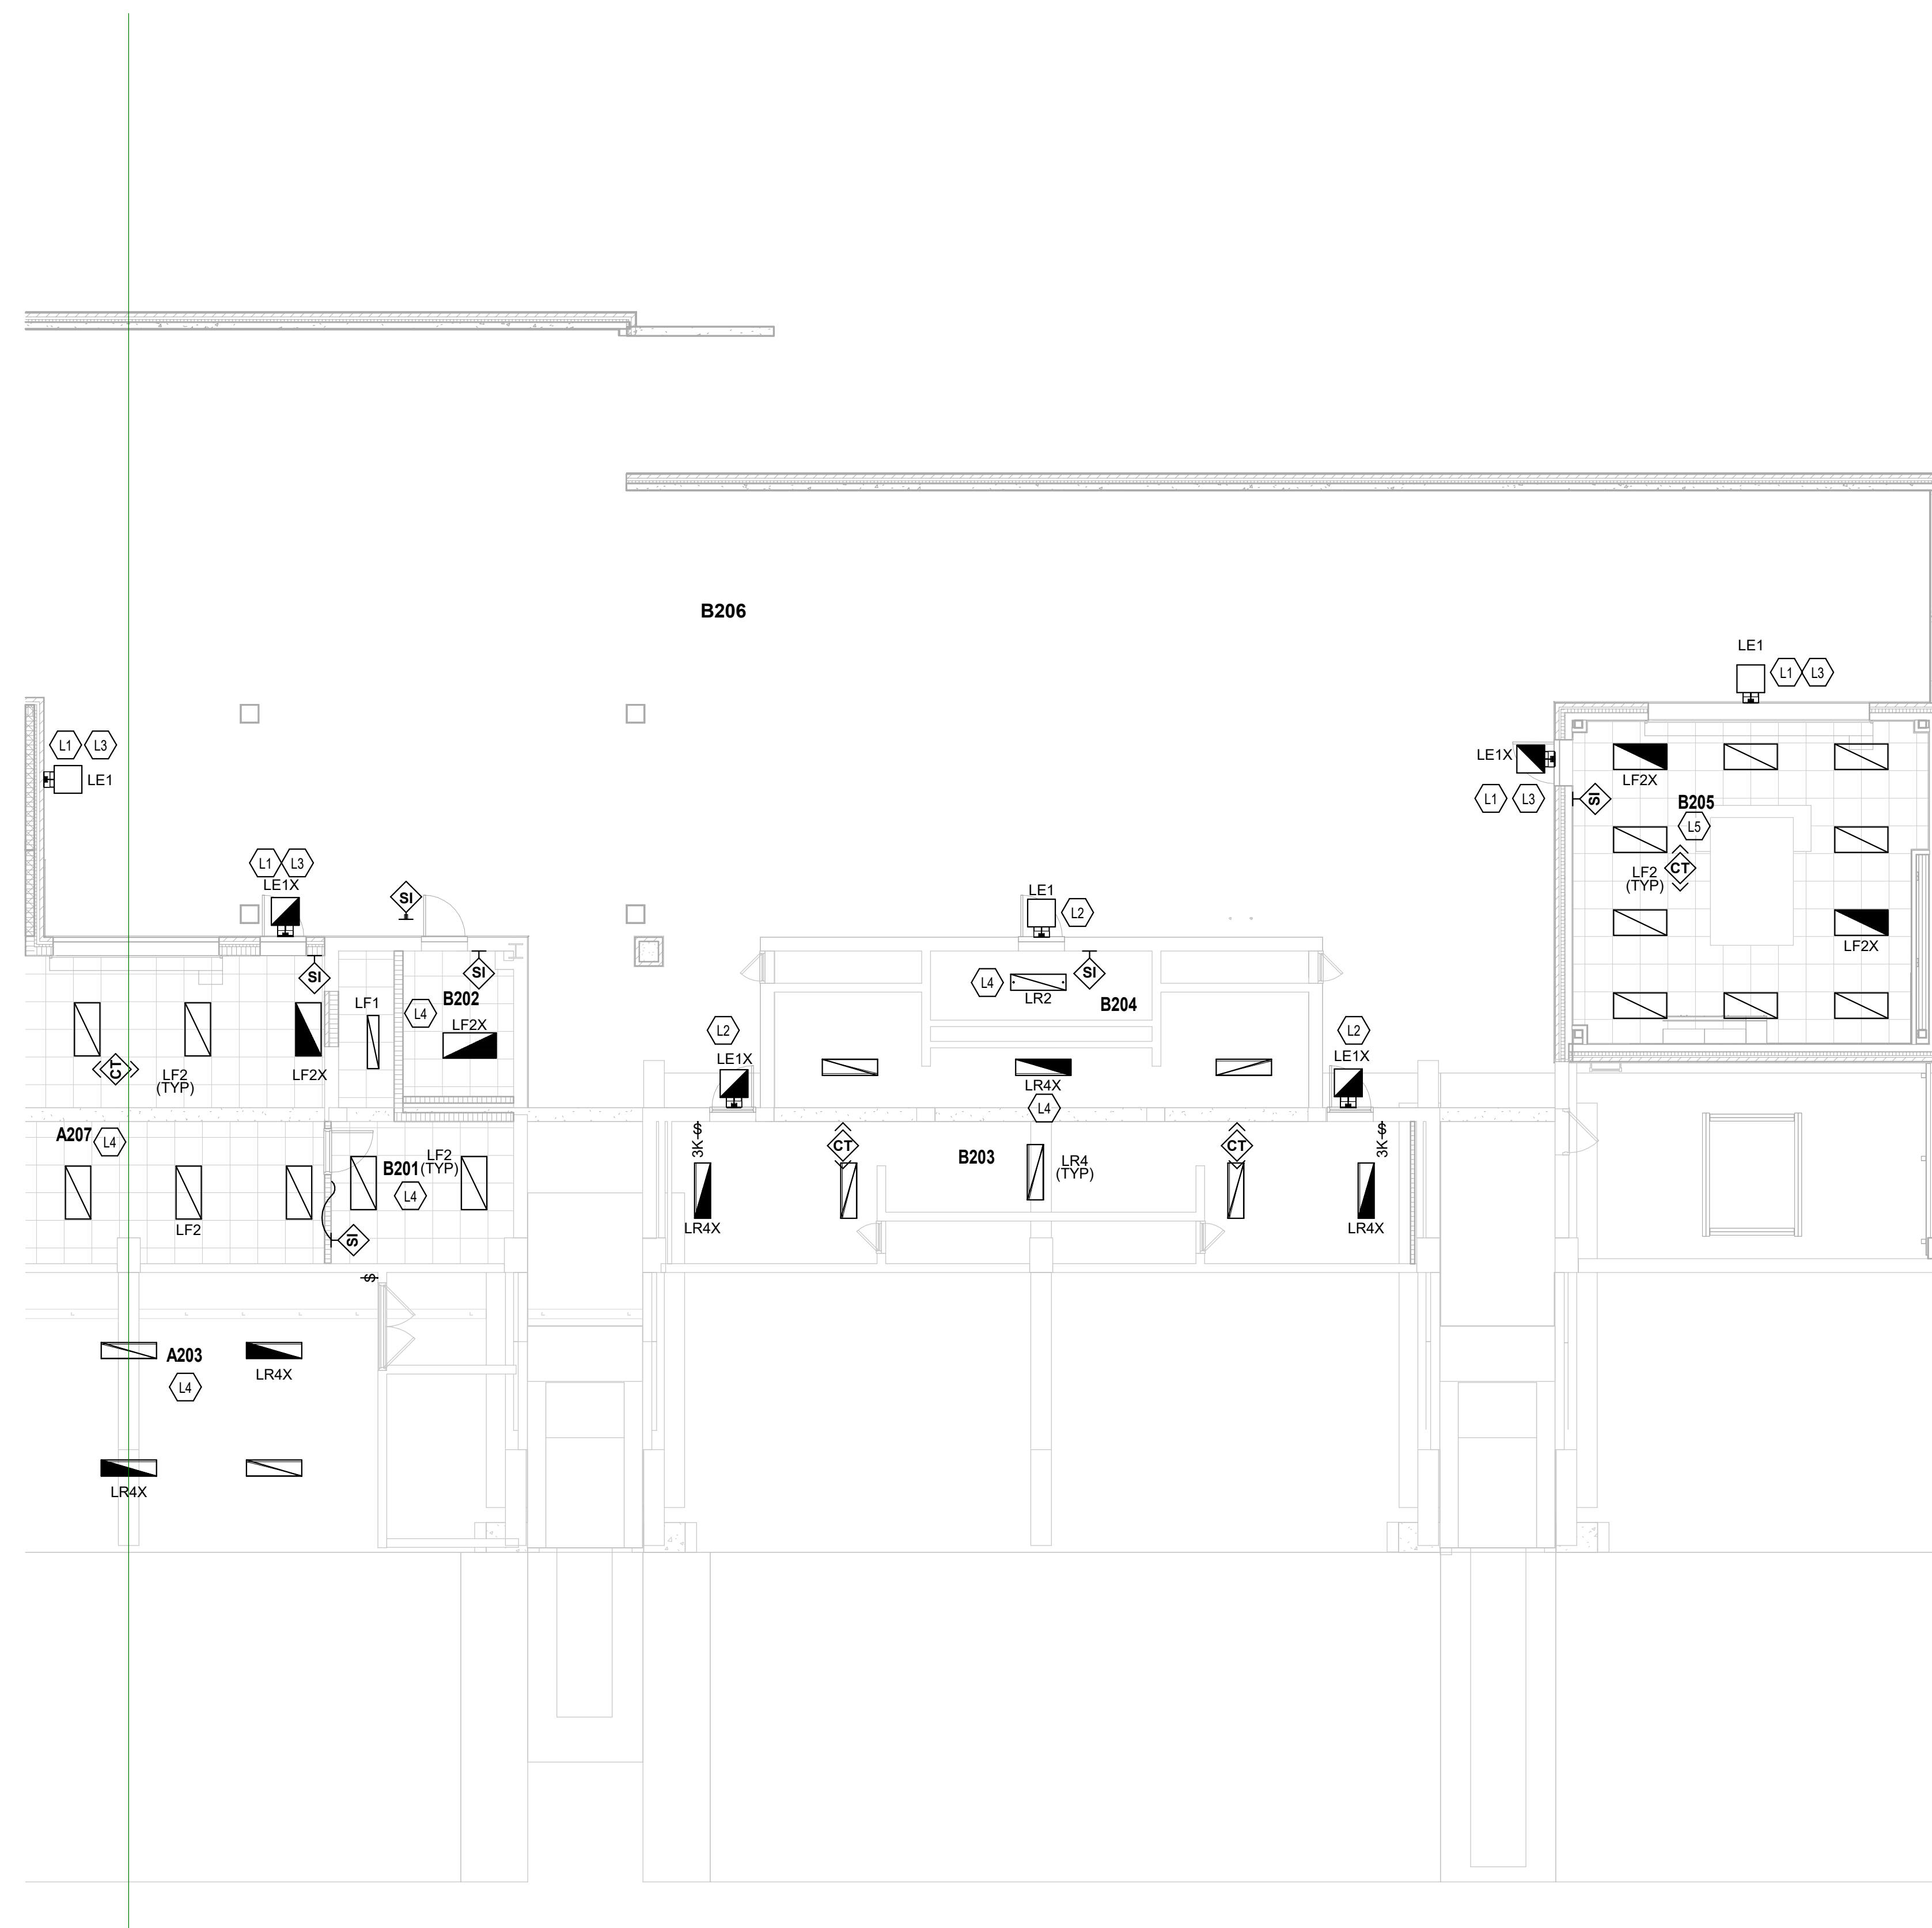 B206
LE1
L1 L3
L1 L3
LE1
LE1X
L1 L3
LF2X
B205
L5
SI
CT
LF2
(TYP)
LF2X
L1 L3
LE1X
SI
LE1
L2
SI
SI
SI
LF1
B202
L4
LF2X
L4
LR2
B204
CT
LF2
(TYP)
LF2X
L2
LE1X
L2
LE1X
LR4X
L4
A207
L4
LF2
LF2
(TYP)
B201
L4
SI
$
3K $
CT
B203
LR4
(TYP)
CT
3K $
LR4X
LR4X
A203
L4
LR4X
LR4X